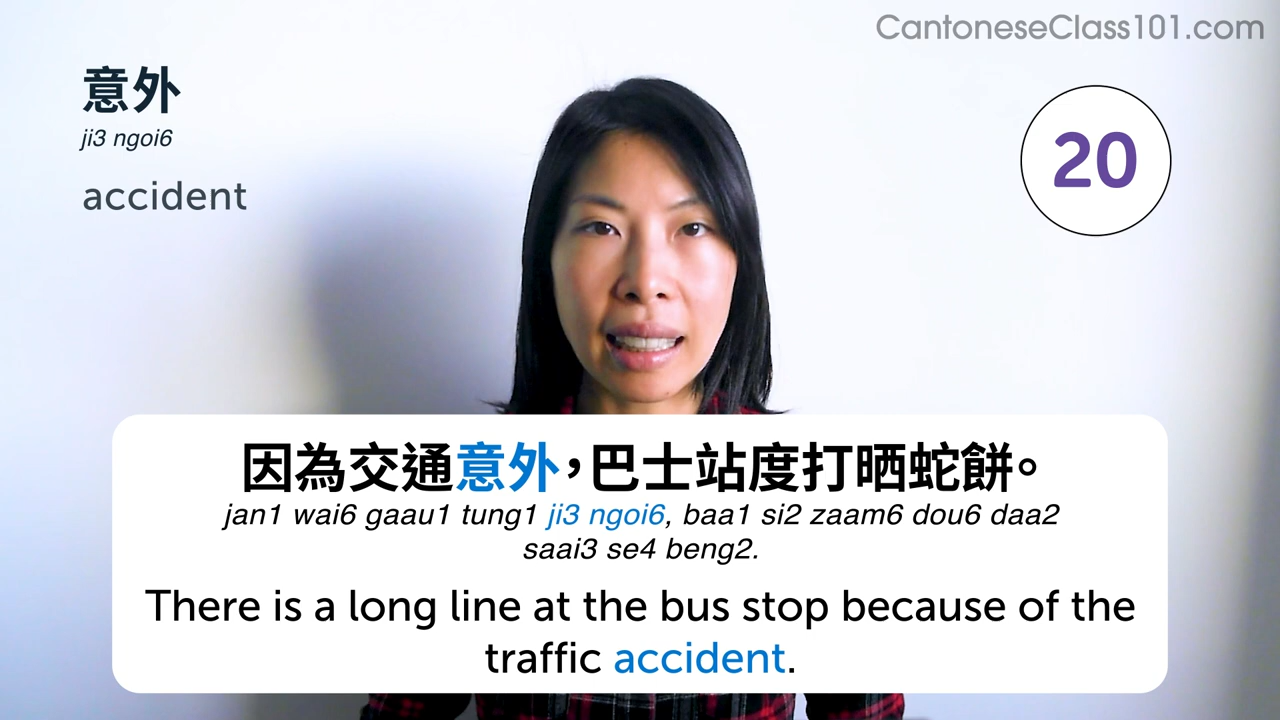 CantoneseClass101.com
意外
ji3 ngoi6
accident
20
因為交通意外，巴士站度打晒蛇餅。
jan1 wai6 gaau1 tung1 ji3 ngoi6, baa1 si2 zaam6 dou6 daa2
saai3 se4 beng2.
There is a long line at the bus stop because of the
traffic accident.